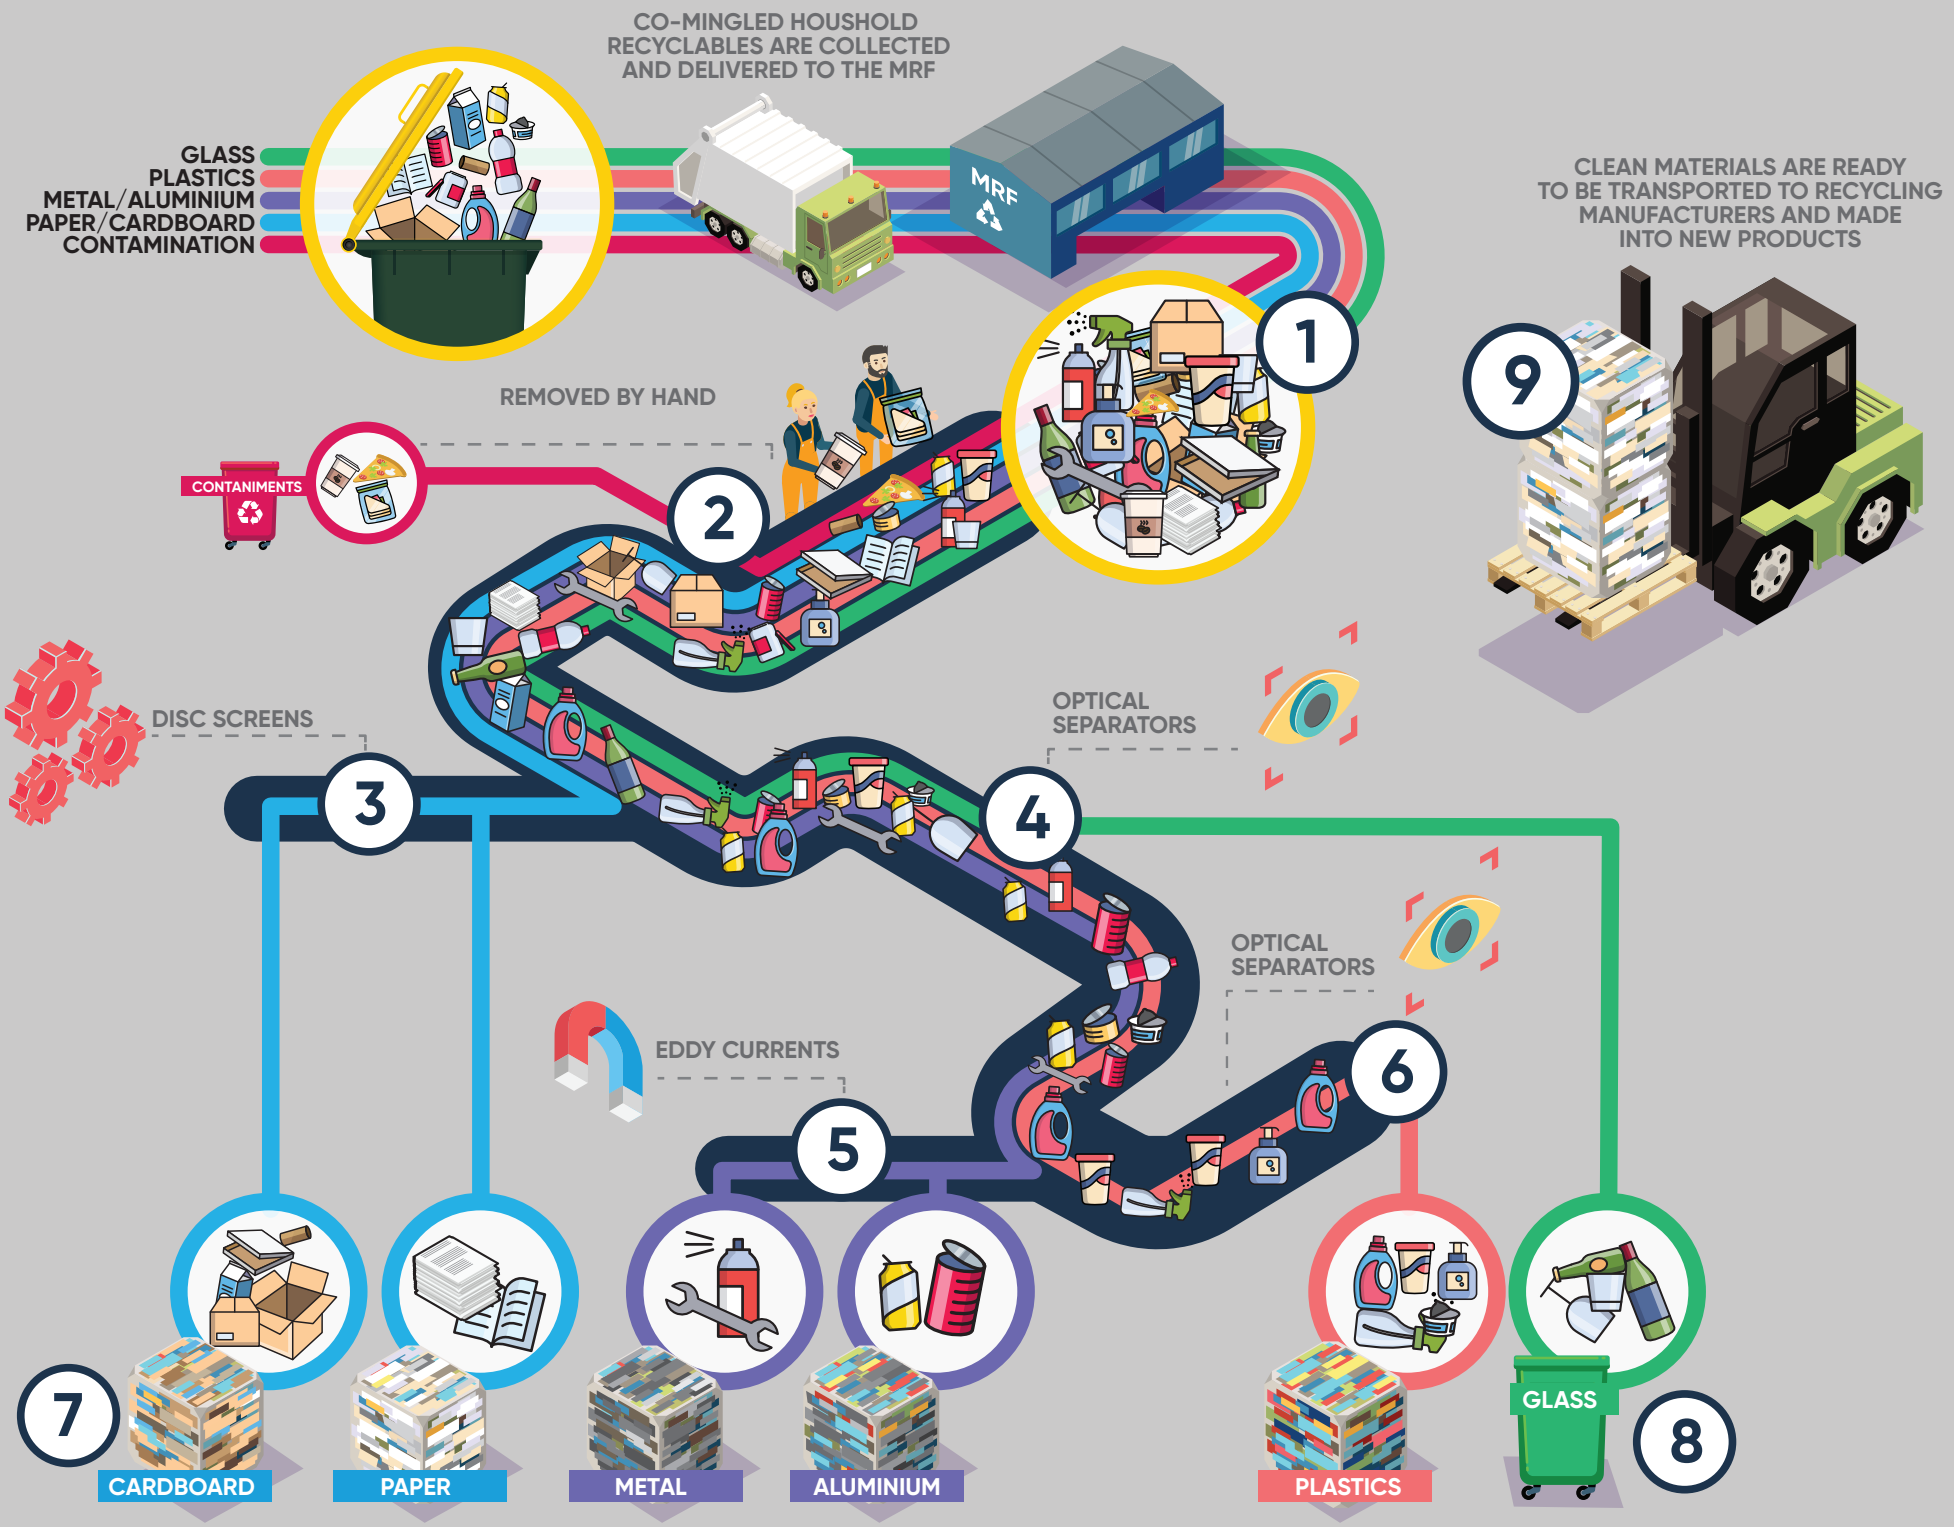 CO-MINGLED HOUSHOLD
RECYCLABLES ARE COLLECTED
AND DELIVERED TO THE MRF
GLASS
PLASTICS
METAL/ALUMINIUM
PAPER/CARDBOARD
CONTAMINATION
MRF
CLEAN MATERIALS ARE READY
TO BE TRANSPORTED TO RECYCLING
MANUFACTURERS AND MADE
INTO NEW PRODUCTS
1
9
REMOVED BY HAND
CONTANIMENTS
2
DISC SCREENS
3
OPTICAL
SEPARATORS
4
OPTICAL
SEPARATORS
EDDY CURRENTS
5
6
7
CARDBOARD
PAPER
METAL
ALUMINIUM
PLASTICS
GLASS
8